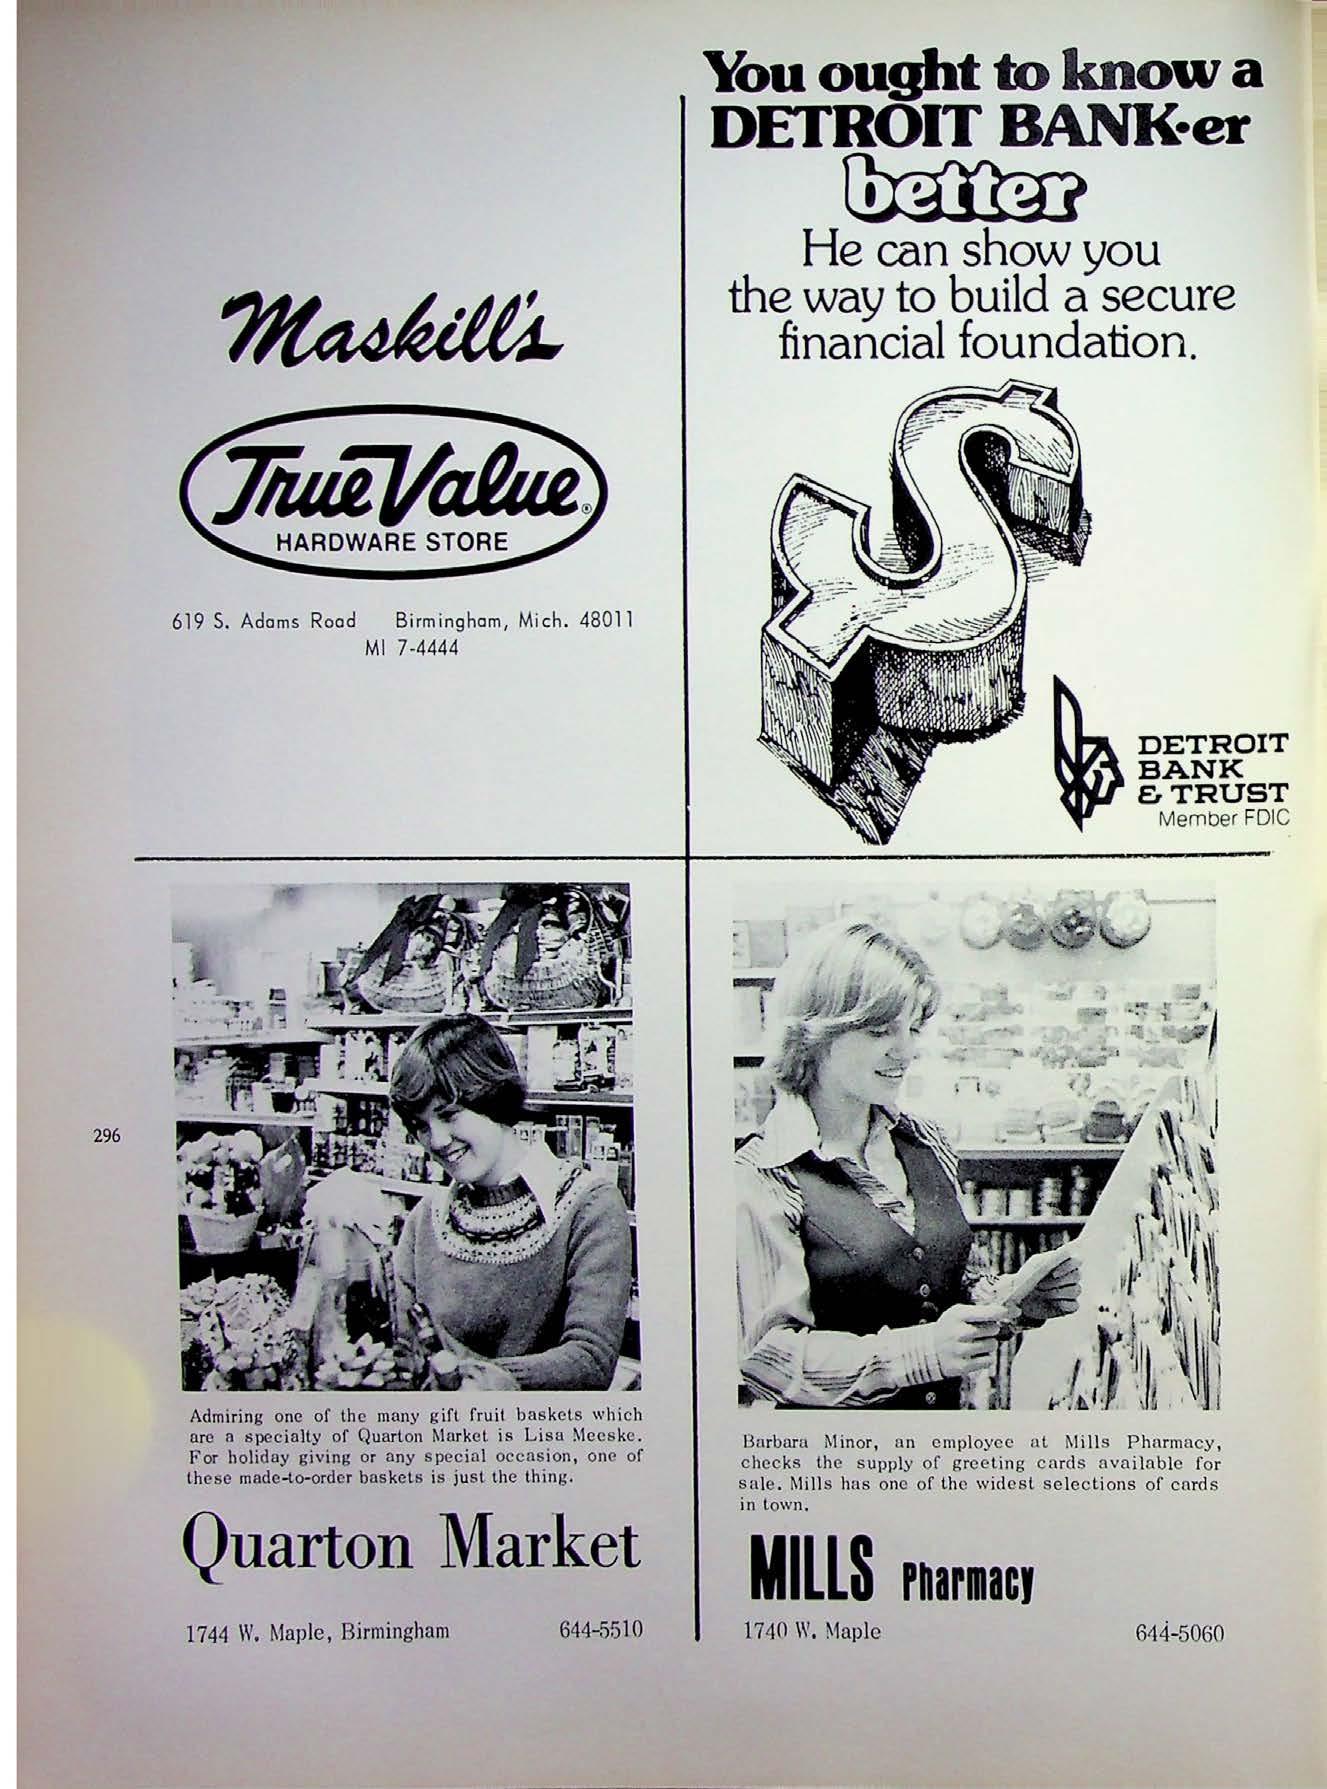 Maskill's
True Value®
HARDWARE STORE
619 S. Adams Road Birmingham, Mich. 48011
MI 7-4444
You ought to know a
DETROIT BANK·er
better
He can show you
the way to build a secure
financial foundation.
DETROIT
BANK
& TRUST
Member FDIC
296
Admiring one of the many gift fruit baskets which
are a specialty of Quarton Market is Lisa Meeske.
For holiday giving or any special occasion, one of
these made-to-order baskets is just the thing.
Quarton Market
1744 W. Maple, Birmingham 644-5510
Barbara Minor, an employee at Mills Pharmacy,
checks the supply of greeting cards available for
sale. Mills has one of the widest selections of cards
in town.
MILLS Pharmacy
1740 W. Maple 644-5060